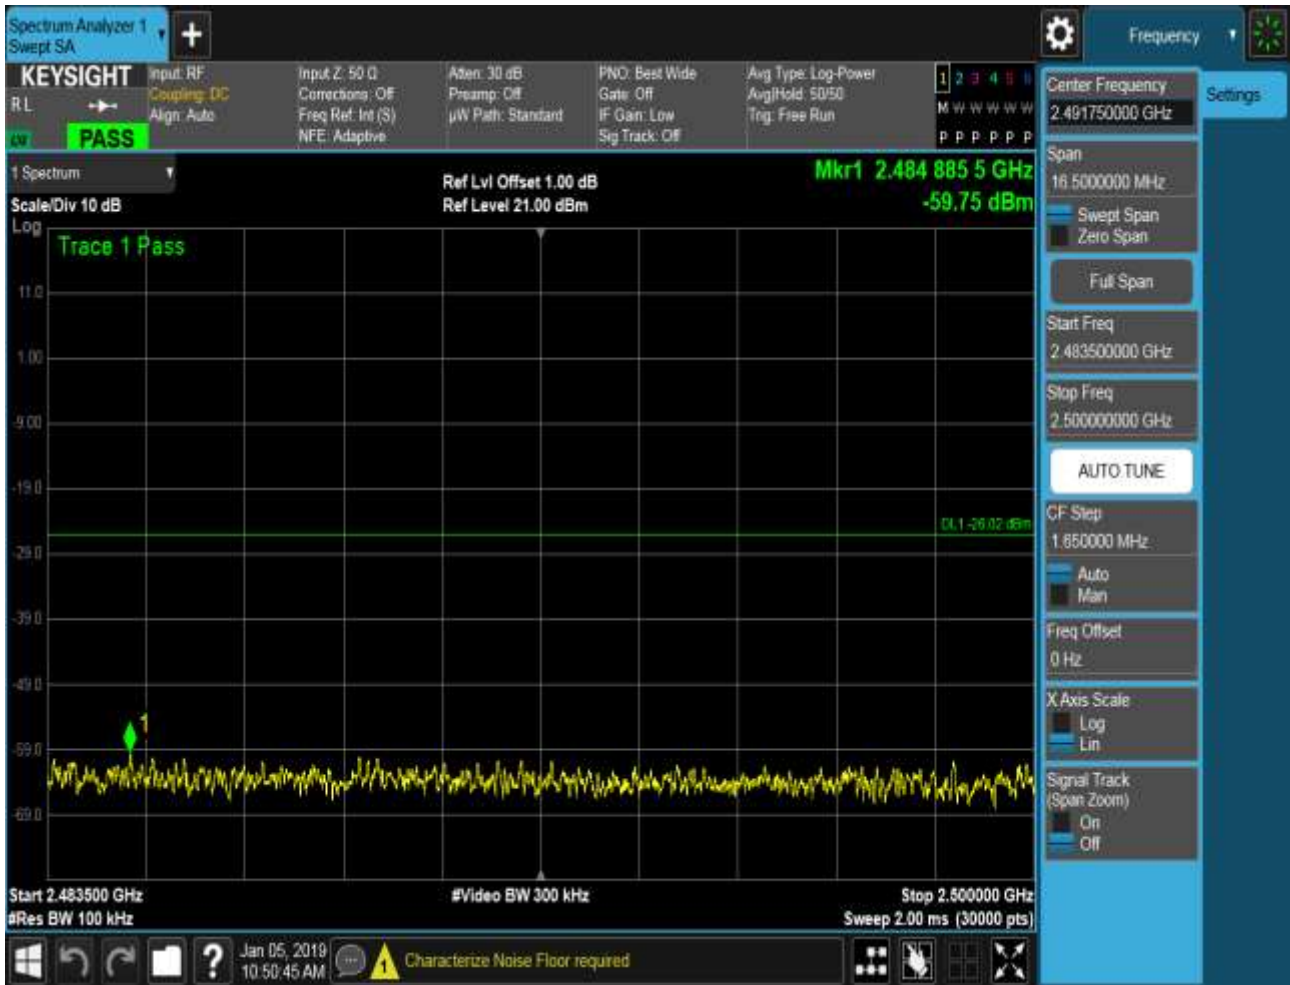 Spectrum Analyzer 1
Swept SA
Frequency
KEYSIGHT
R L
PASS
Input: RF
Coupling: DC
Align: Auto
Input Z: 50 Ω
Corrections: Off
Freq Ref: Int (S)
NFE: Adaptive
Atten: 30 dB
Preamp: Off
µW Path: Standard
PNO: Best Wide
Gate: Off
IF Gain: Low
Sig Track: Off
Avg Type: Log-Power
Avg|Hold: 50/50
Trig: Free Run
1 2 3 4 5 6
M W W W W W
P P P P P P
1 Spectrum
Scale/Div 10 dB
Ref Lvl Offset 1.00 dB
Ref Level 21.00 dBm
Mkr1 2.484 885 5 GHz
-59.75 dBm
Log
Trace 1 Pass
11.0
1.00
-9.00
-19.0
DL1 -26.02 dBm
-29.0
-39.0
-49.0
1
-59.0
-69.0
Start 2.483500 GHz
#Res BW 100 kHz
#Video BW 300 kHz
Stop 2.500000 GHz
Sweep 2.00 ms (30000 pts)
Center Frequency
2.491750000 GHz
Settings
Span
16.5000000 MHz
Swept Span
Zero Span
Full Span
Start Freq
2.483500000 GHz
Stop Freq
2.500000000 GHz
AUTO TUNE
CF Step
1.650000 MHz
Auto
Man
Freq Offset
0 Hz
X Axis Scale
Log
Lin
Signal Track
(Span Zoom)
On
Off
?
Jan 05, 2019
10:50:45 AM
1
Characterize Noise Floor required